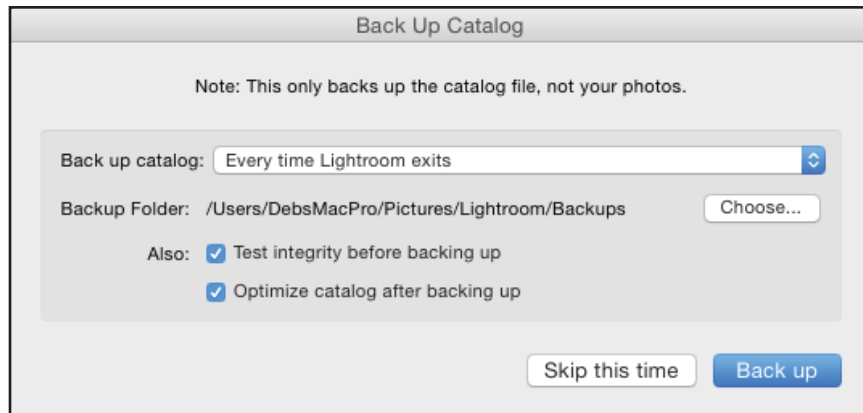 Back Up Catalog
Note: This only backs up the catalog file, not your photos.
Back up catalog: Every time Lightroom exits
Backup Folder: /Users/DebsMacPro/Pictures/Lightroom/Backups Choose...
Also: Test integrity before backing up
Optimize catalog after backing up
Skip this time Back up